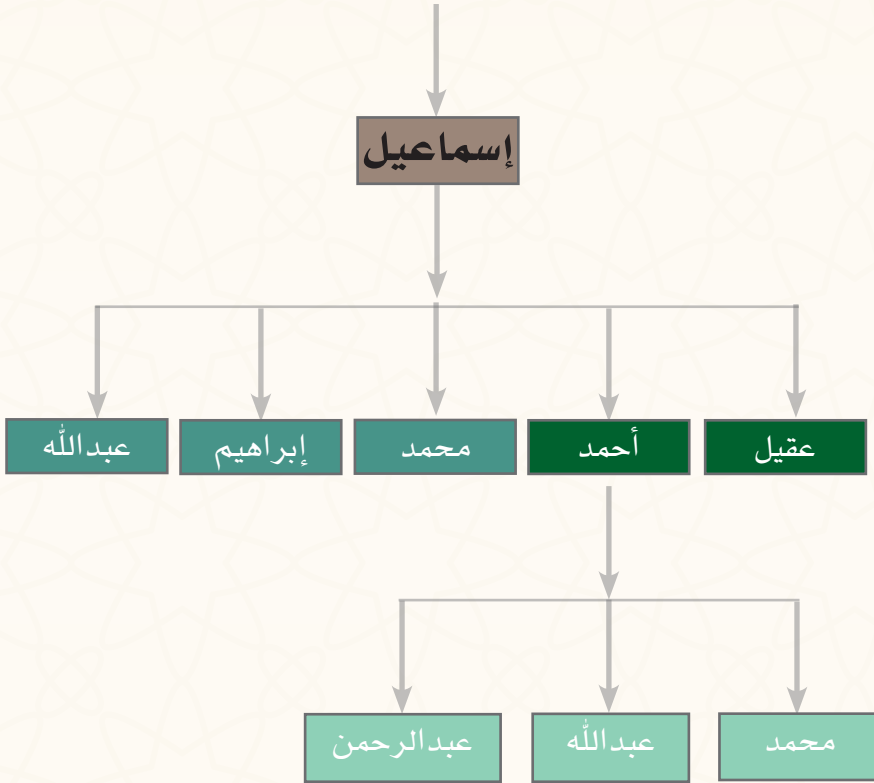 إسماعيل
عقيل
أحمد
محمد
إبراهيم
عبدالله
محمد
عبدالله
عبدالرحمن